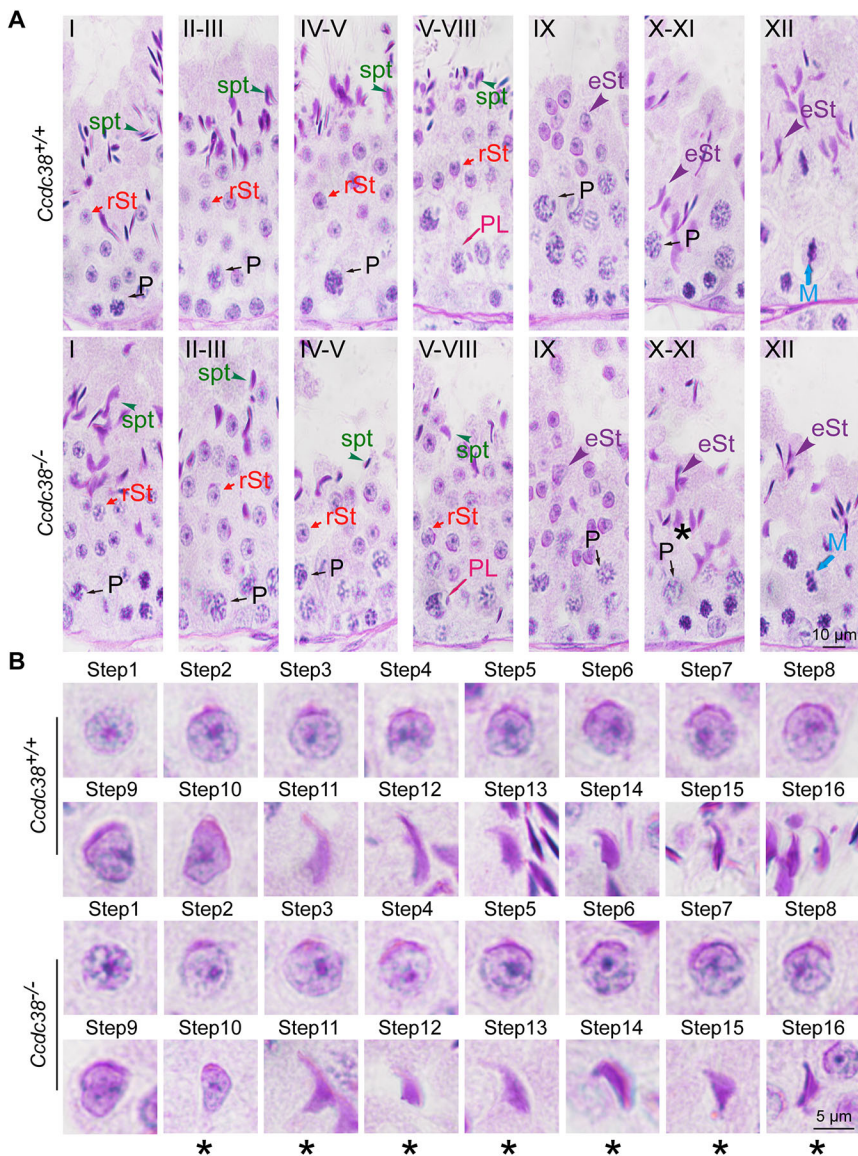 A
I II-III IV-V V-VIII IX X-XI XII
Ccdc38+/+
spt spt spt spt eSt eSt eSt
rSt rSt rSt rSt
P P P PL P P M
I II-III IV-V V-VIII IX X-XI XII
Ccdc38-/-
spt spt spt spt eSt eSt eSt
rSt rSt rSt rSt * M
P P P PL P P
10 µm
B
Step1 Step2 Step3 Step4 Step5 Step6 Step7 Step8
Ccdc38+/+
Step9 Step10 Step11 Step12 Step13 Step14 Step15 Step16
Step1 Step2 Step3 Step4 Step5 Step6 Step7 Step8
Ccdc38-/-
Step9 Step10 Step11 Step12 Step13 Step14 Step15 Step16
5 µm
* * * * * * *